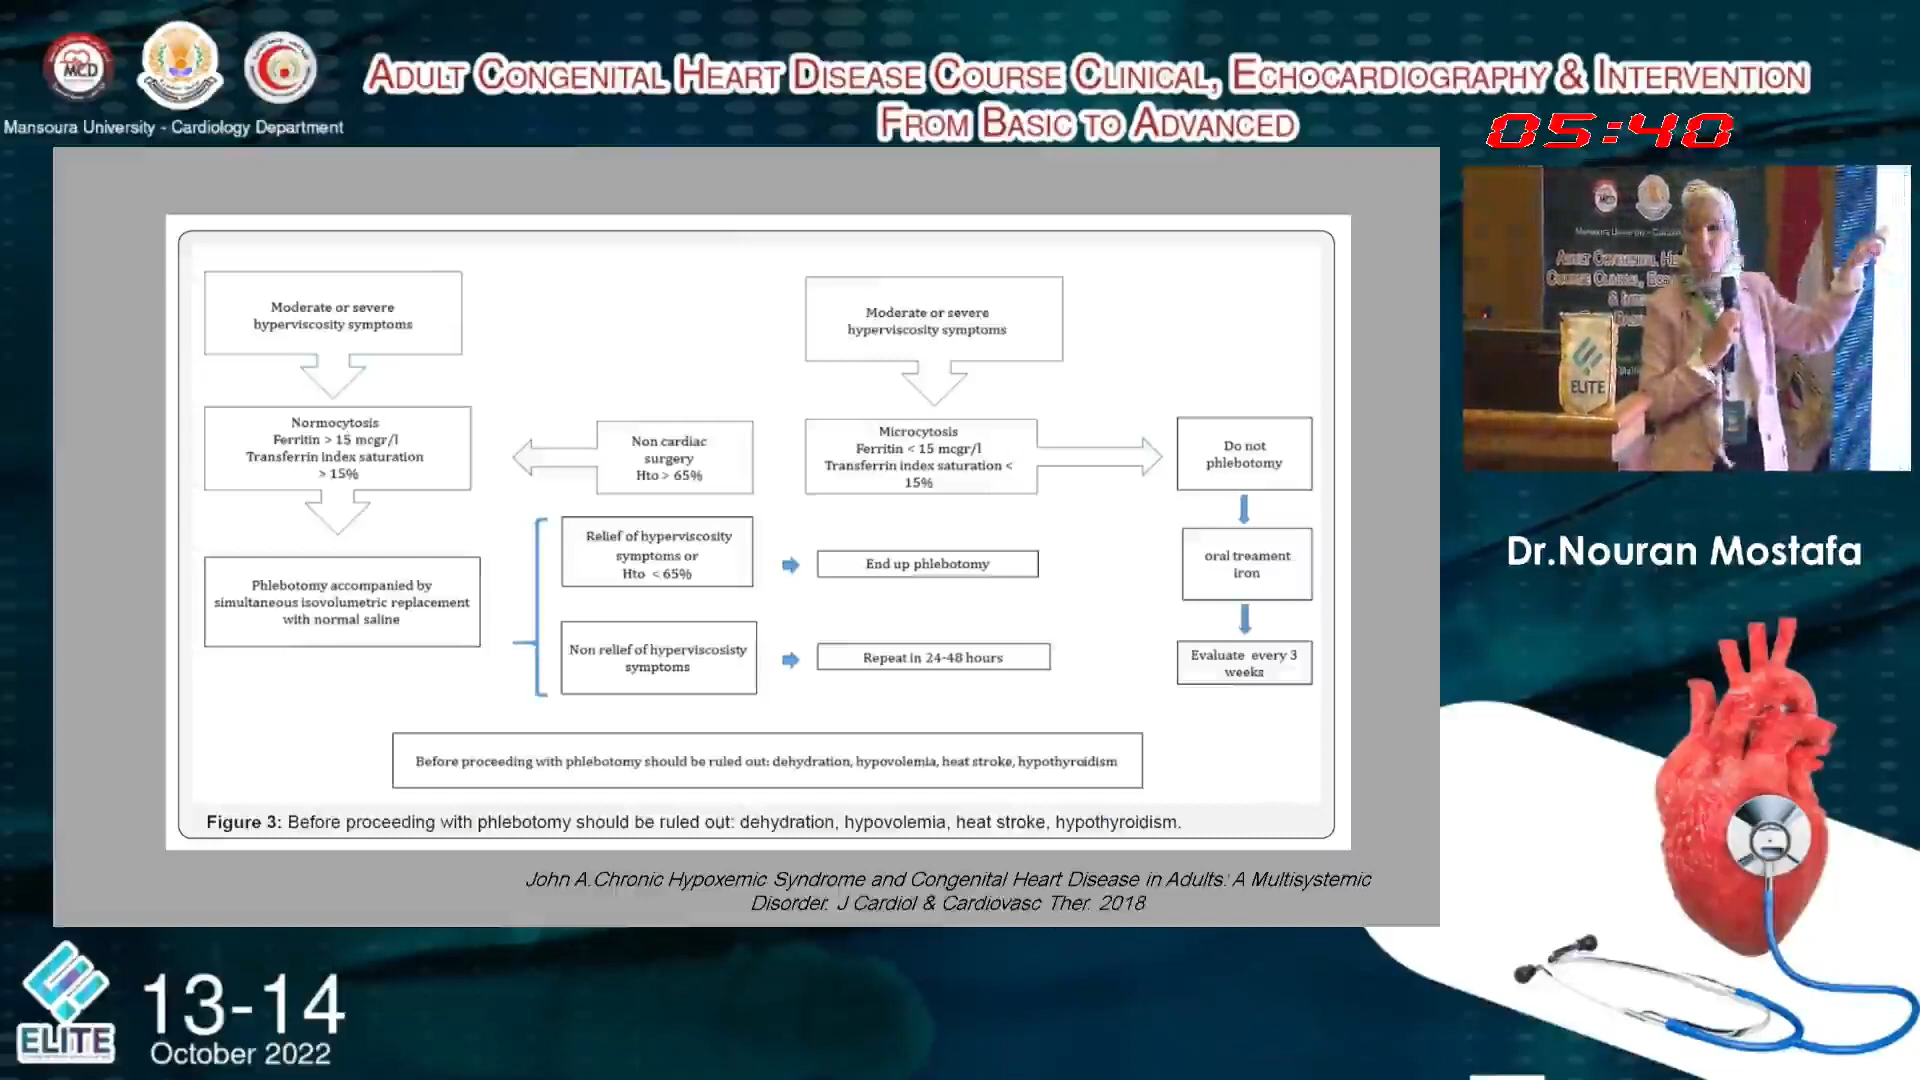 MCD
Mansoura University - Cardiology Department
ADULT CONGENITAL HEART DISEASE COURSE CLINICAL, ECHOCARDIOGRAPHY & INTERVENTION
FROM BASIC TO ADVANCED
05:40
Moderate or severe
hyperviscosity symptoms
Moderate or severe
hyperviscosity symptoms
Normocytosis
Ferritin > 15 mcgr/l
Transferrin index saturation
> 15%
Non cardiac
surgery
Hto > 65%
Microcytosis
Ferritin < 15 mcgr/l
Transferrin index saturation <
15%
Do not
phlebotomy
Phlebotomy accompanied by
simultaneous isovolumetric replacement
with normal saline
Relief of hyperviscosity
symptoms or
Hto < 65%
End up phlebotomy
oral treament
iron
Non relief of hyperviscosisty
symptoms
Repeat in 24-48 hours
Evaluate every 3
weeks
Before proceeding with phlebotomy should be ruled out: dehydration, hypovolemia, heat stroke, hypothyroidism
Figure 3: Before proceeding with phlebotomy should be ruled out: dehydration, hypovolemia, heat stroke, hypothyroidism.
John A.Chronic Hypoxemic Syndrome and Congenital Heart Disease in Adults: A Multisystemic
Disorder. J Cardiol & Cardiovasc Ther. 2018
ELITE
Dr.Nouran Mostafa
ELITE
13-14
October 2022